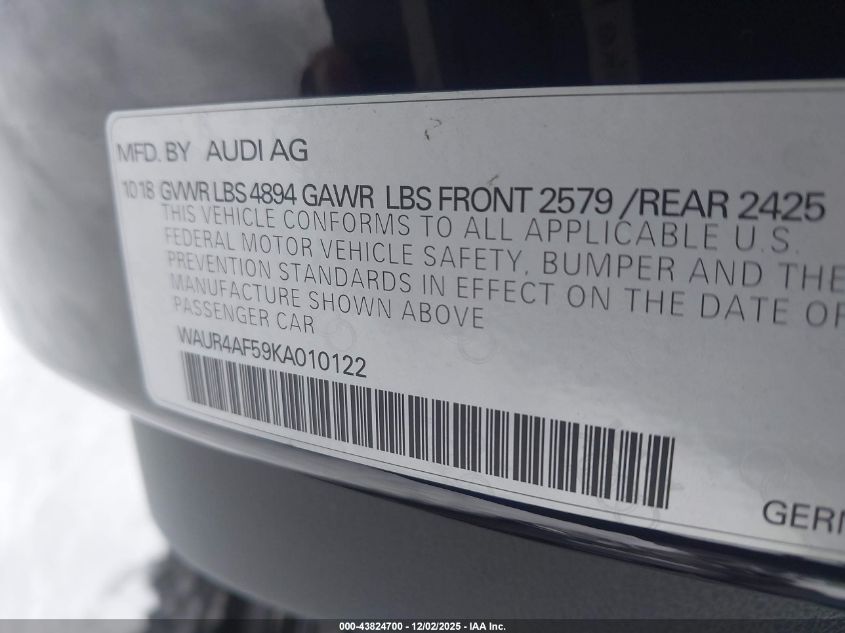 MFD. BY AUDI AG
10 18 GVWR LBS 4894 GAWR LBS FRONT 2579 /REAR 2425
THIS VEHICLE CONFORMS TO ALL APPLICABLE U.S.
FEDERAL MOTOR VEHICLE SAFETY, BUMPER AND THE
PREVENTION STANDARDS IN EFFECT ON THE DATE OF
MANUFACTURE SHOWN ABOVE
PASSENGER CAR
WAUR4AF59KA010122
GERM
000-43824700 - 12/02/2025 - IAA Inc.